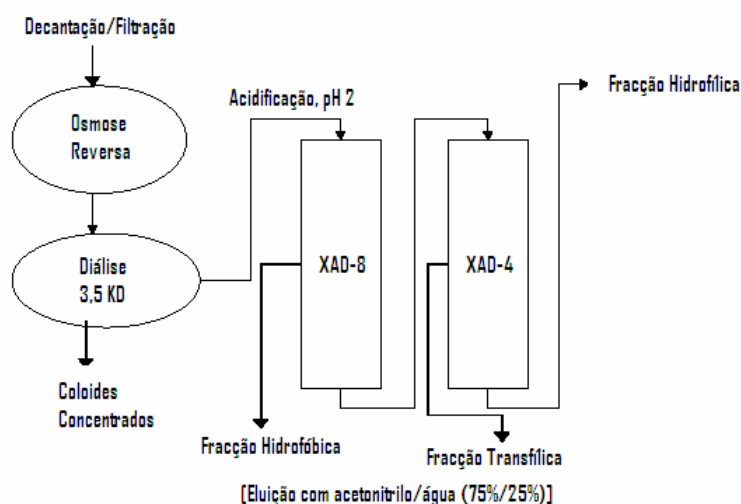 Decantação/Filtração
Osmose
Reversa
Diálise
3,5 KD
Coloides
Concentrados
Acidificação, pH 2
XAD-8
Fracção Hidrofóbica
XAD-4
Fracção Transfílica
Fracção Hidrofílica
[Eluição com acetonitrilo/água (75%/25%)]